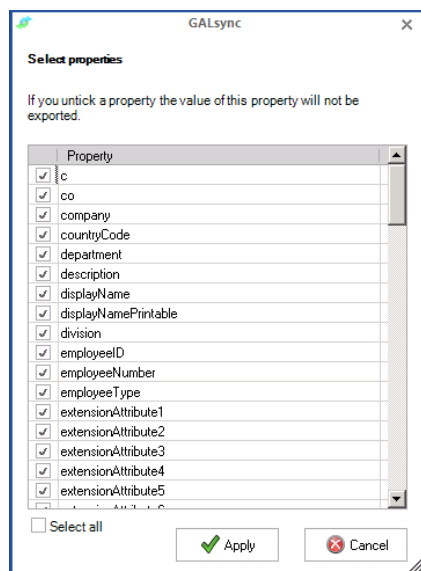 GALsync
Select properties
If you untick a property the value of this property will not be
exported.
Property
c
co
company
countryCode
department
description
displayName
displayNamePrintable
division
employeeID
employeeNumber
employeeType
extensionAttribute1
extensionAttribute2
extensionAttribute3
extensionAttribute4
extensionAttribute5
Select all
Apply
Cancel